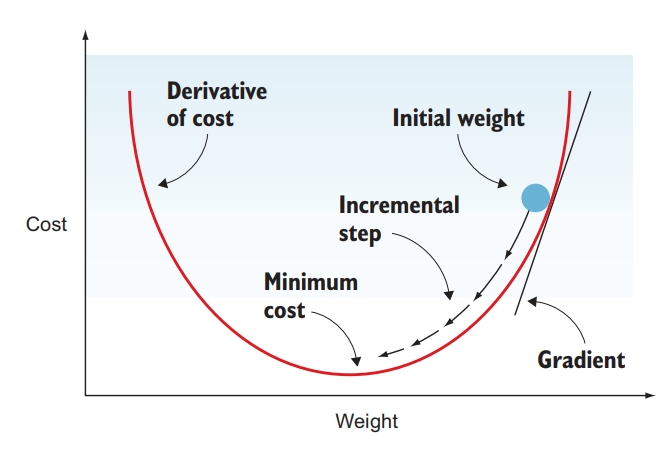 Derivative
of cost
Initial weight
Incremental
step
Cost
Minimum
cost
Gradient
Weight